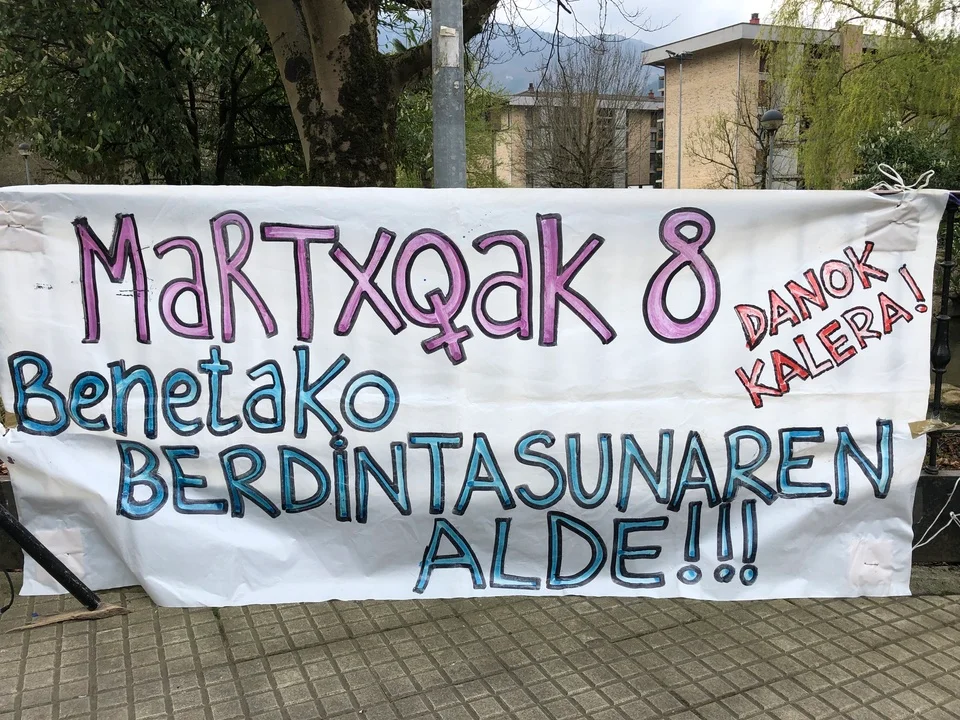 MaRTXOak 8
DANOK
KALERA!
Benetako
BERDiNTASUNAREN
ALDE!!!